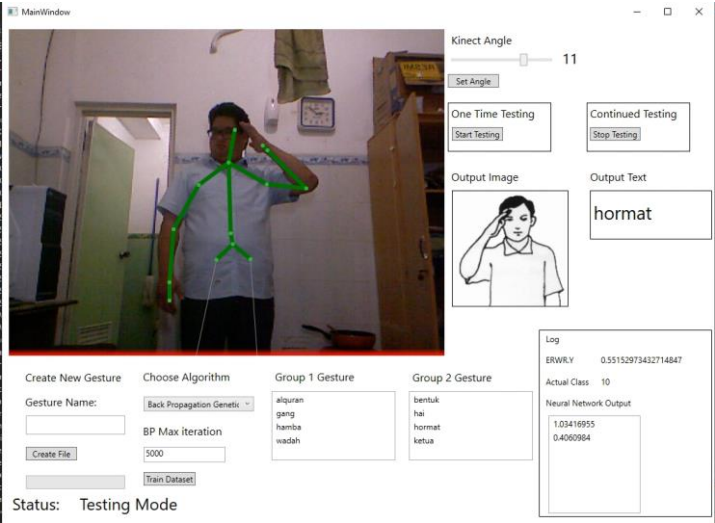 MainWindow
Kinect Angle
11
Set Angle
One Time Testing
Start Testing
Continued Testing
Stop Testing
Output Image
Output Text
hormat
Log
ERWR.Y 0.55152973432714847
Actual Class 10
Neural Network Output
1.03416955
0.4060984
Create New Gesture
Gesture Name:
Create File
Choose Algorithm
Back Propagation Genetic
BP Max iteration
5000
Train Dataset
Group 1 Gesture
alquran
gang
hamba
wadah
Group 2 Gesture
bentuk
hai
hormat
ketua
Status: Testing Mode